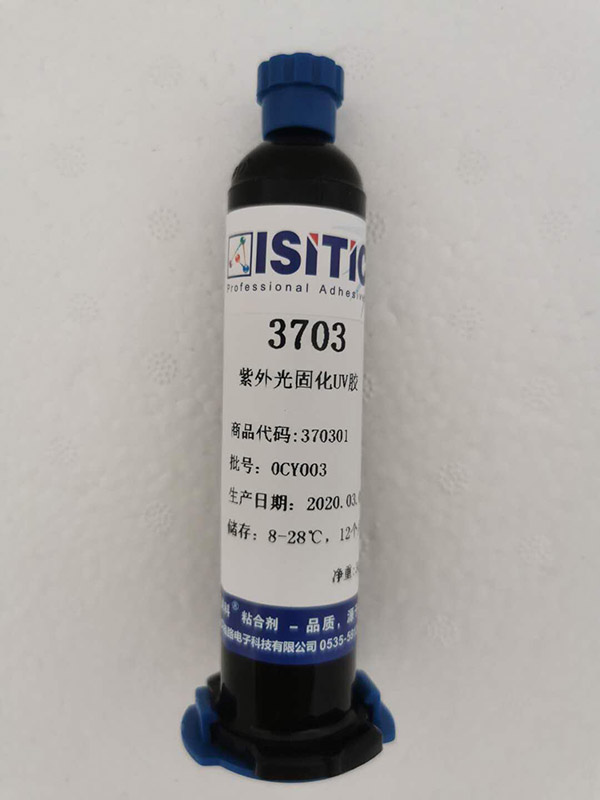 ISITIC
Professional Adhesive
3703
紫外光固化UV胶
商品代码:370301
批号: 0CY003
生产日期: 2020.03.
储存: 8-28℃, 12个
净重:
® 粘合剂 - 品质,
电子科技有限公司 0535-